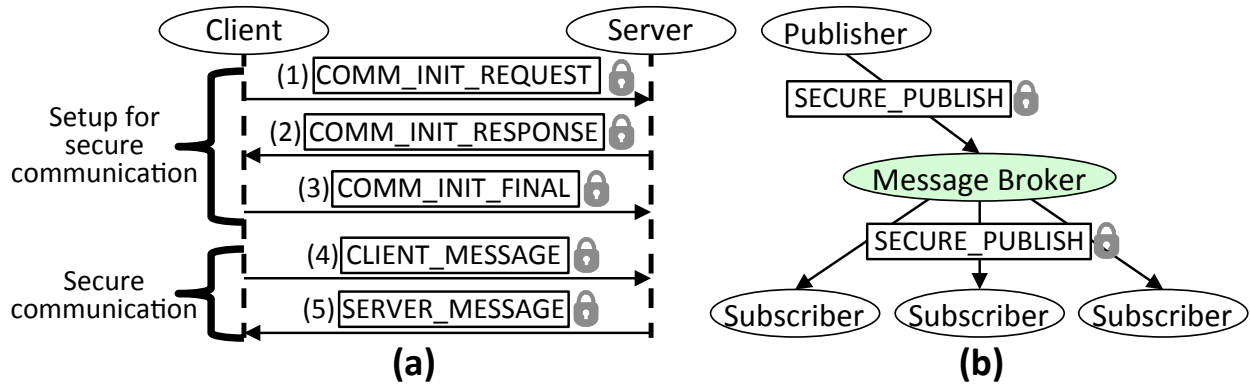 Client
Server
(1) COMM_INIT_REQUEST
(2) COMM_INIT_RESPONSE
(3) COMM_INIT_FINAL
Setup for
secure
communication
(4) CLIENT_MESSAGE
(5) SERVER_MESSAGE
Secure
communication
(a)
Publisher
SECURE_PUBLISH
Message Broker
SECURE_PUBLISH
Subscriber
Subscriber
Subscriber
(b)